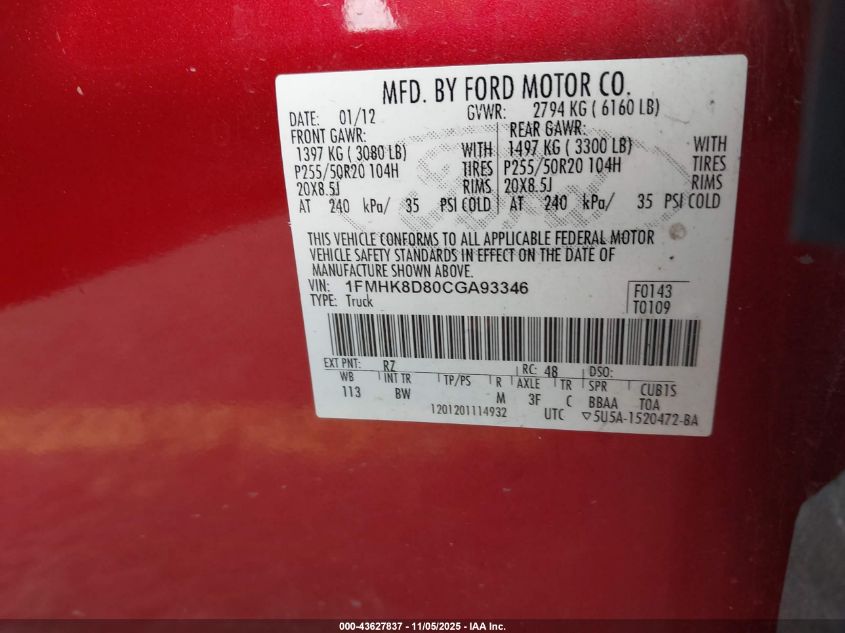 MFD. BY FORD MOTOR CO.
DATE: 01/12 GVWR: 2794 KG ( 6160 LB)
FRONT GAWR: REAR GAWR:
1397 KG ( 3080 LB) WITH 1497 KG ( 3300 LB) WITH
P255/50R20 104H TIRES P255/50R20 104H TIRES
20X8.5J RIMS 20X8.5J RIMS
AT 240 kPa/ 35 PSI COLD AT 240 kPa/ 35 PSI COLD
THIS VEHICLE CONFORMS TO ALL APPLICABLE FEDERAL MOTOR
VEHICLE SAFETY STANDARDS IN EFFECT ON THE DATE OF
MANUFACTURE SHOWN ABOVE.
VIN: 1FMHK8D80CGA93346 F0143
TYPE: Truck T0109
EXT PNT: RZ RC: 48 DSO:
WB INT TR TP/PS R AXLE TR SPR CUB1S
113 BW M 3F C BBAA TOA
1201201114932 UTC ▽5U5A-1520472-BA
000-43627837 - 11/05/2025 - IAA Inc.